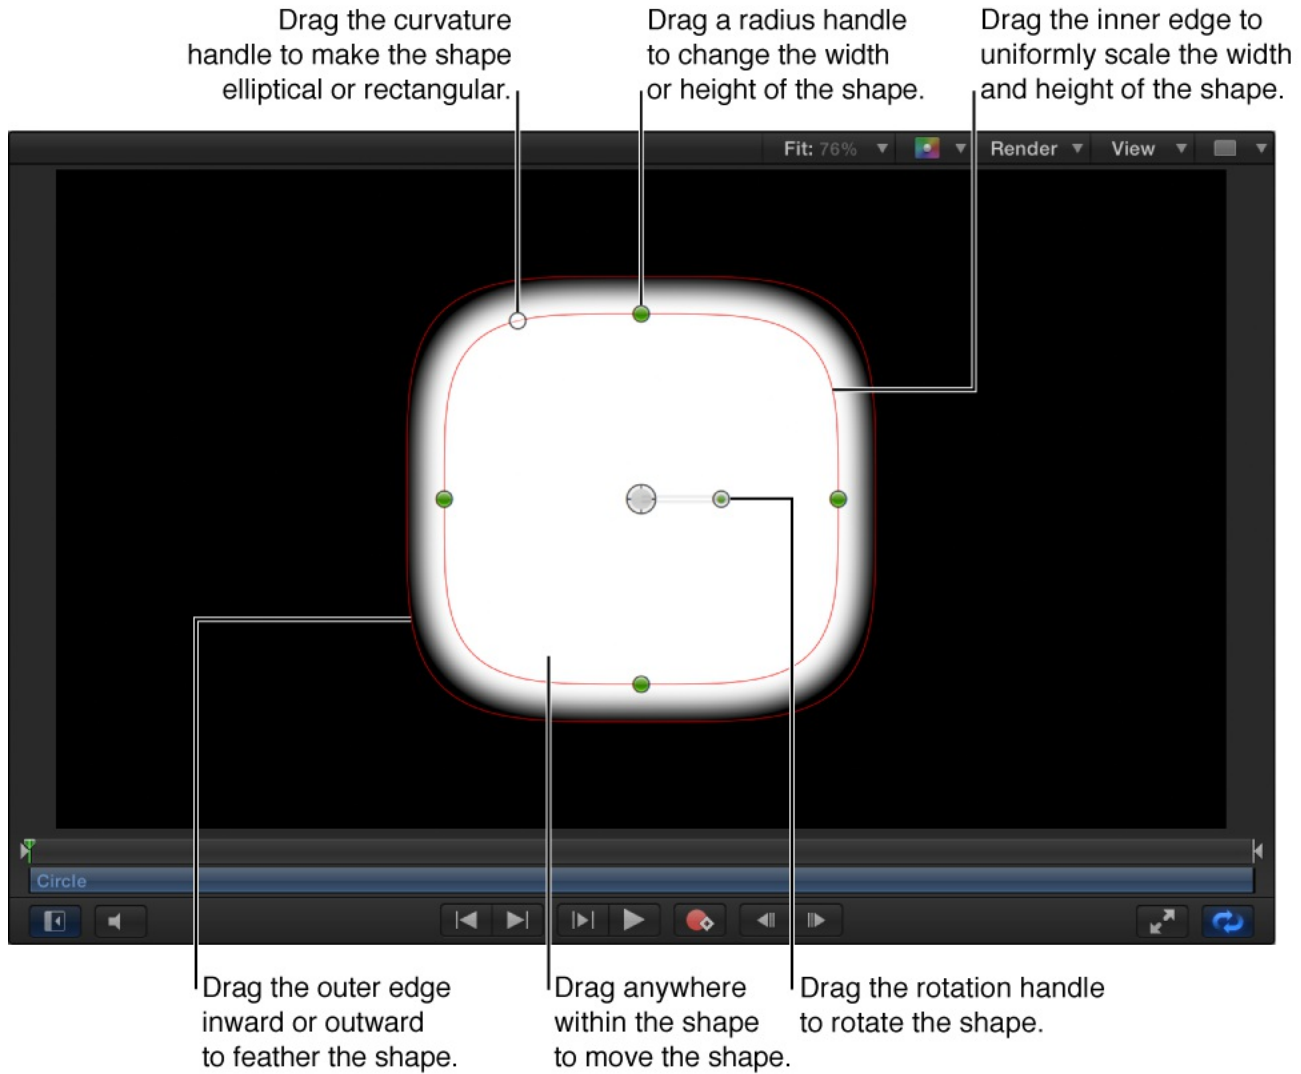 Drag the curvature
handle to make the shape
elliptical or rectangular.
Drag a radius handle
to change the width
or height of the shape.
Drag the inner edge to
uniformly scale the width
and height of the shape.
Fit: 76%
Render
View
Circle
Drag the outer edge
inward or outward
to feather the shape.
Drag anywhere
within the shape
to move the shape.
Drag the rotation handle
to rotate the shape.